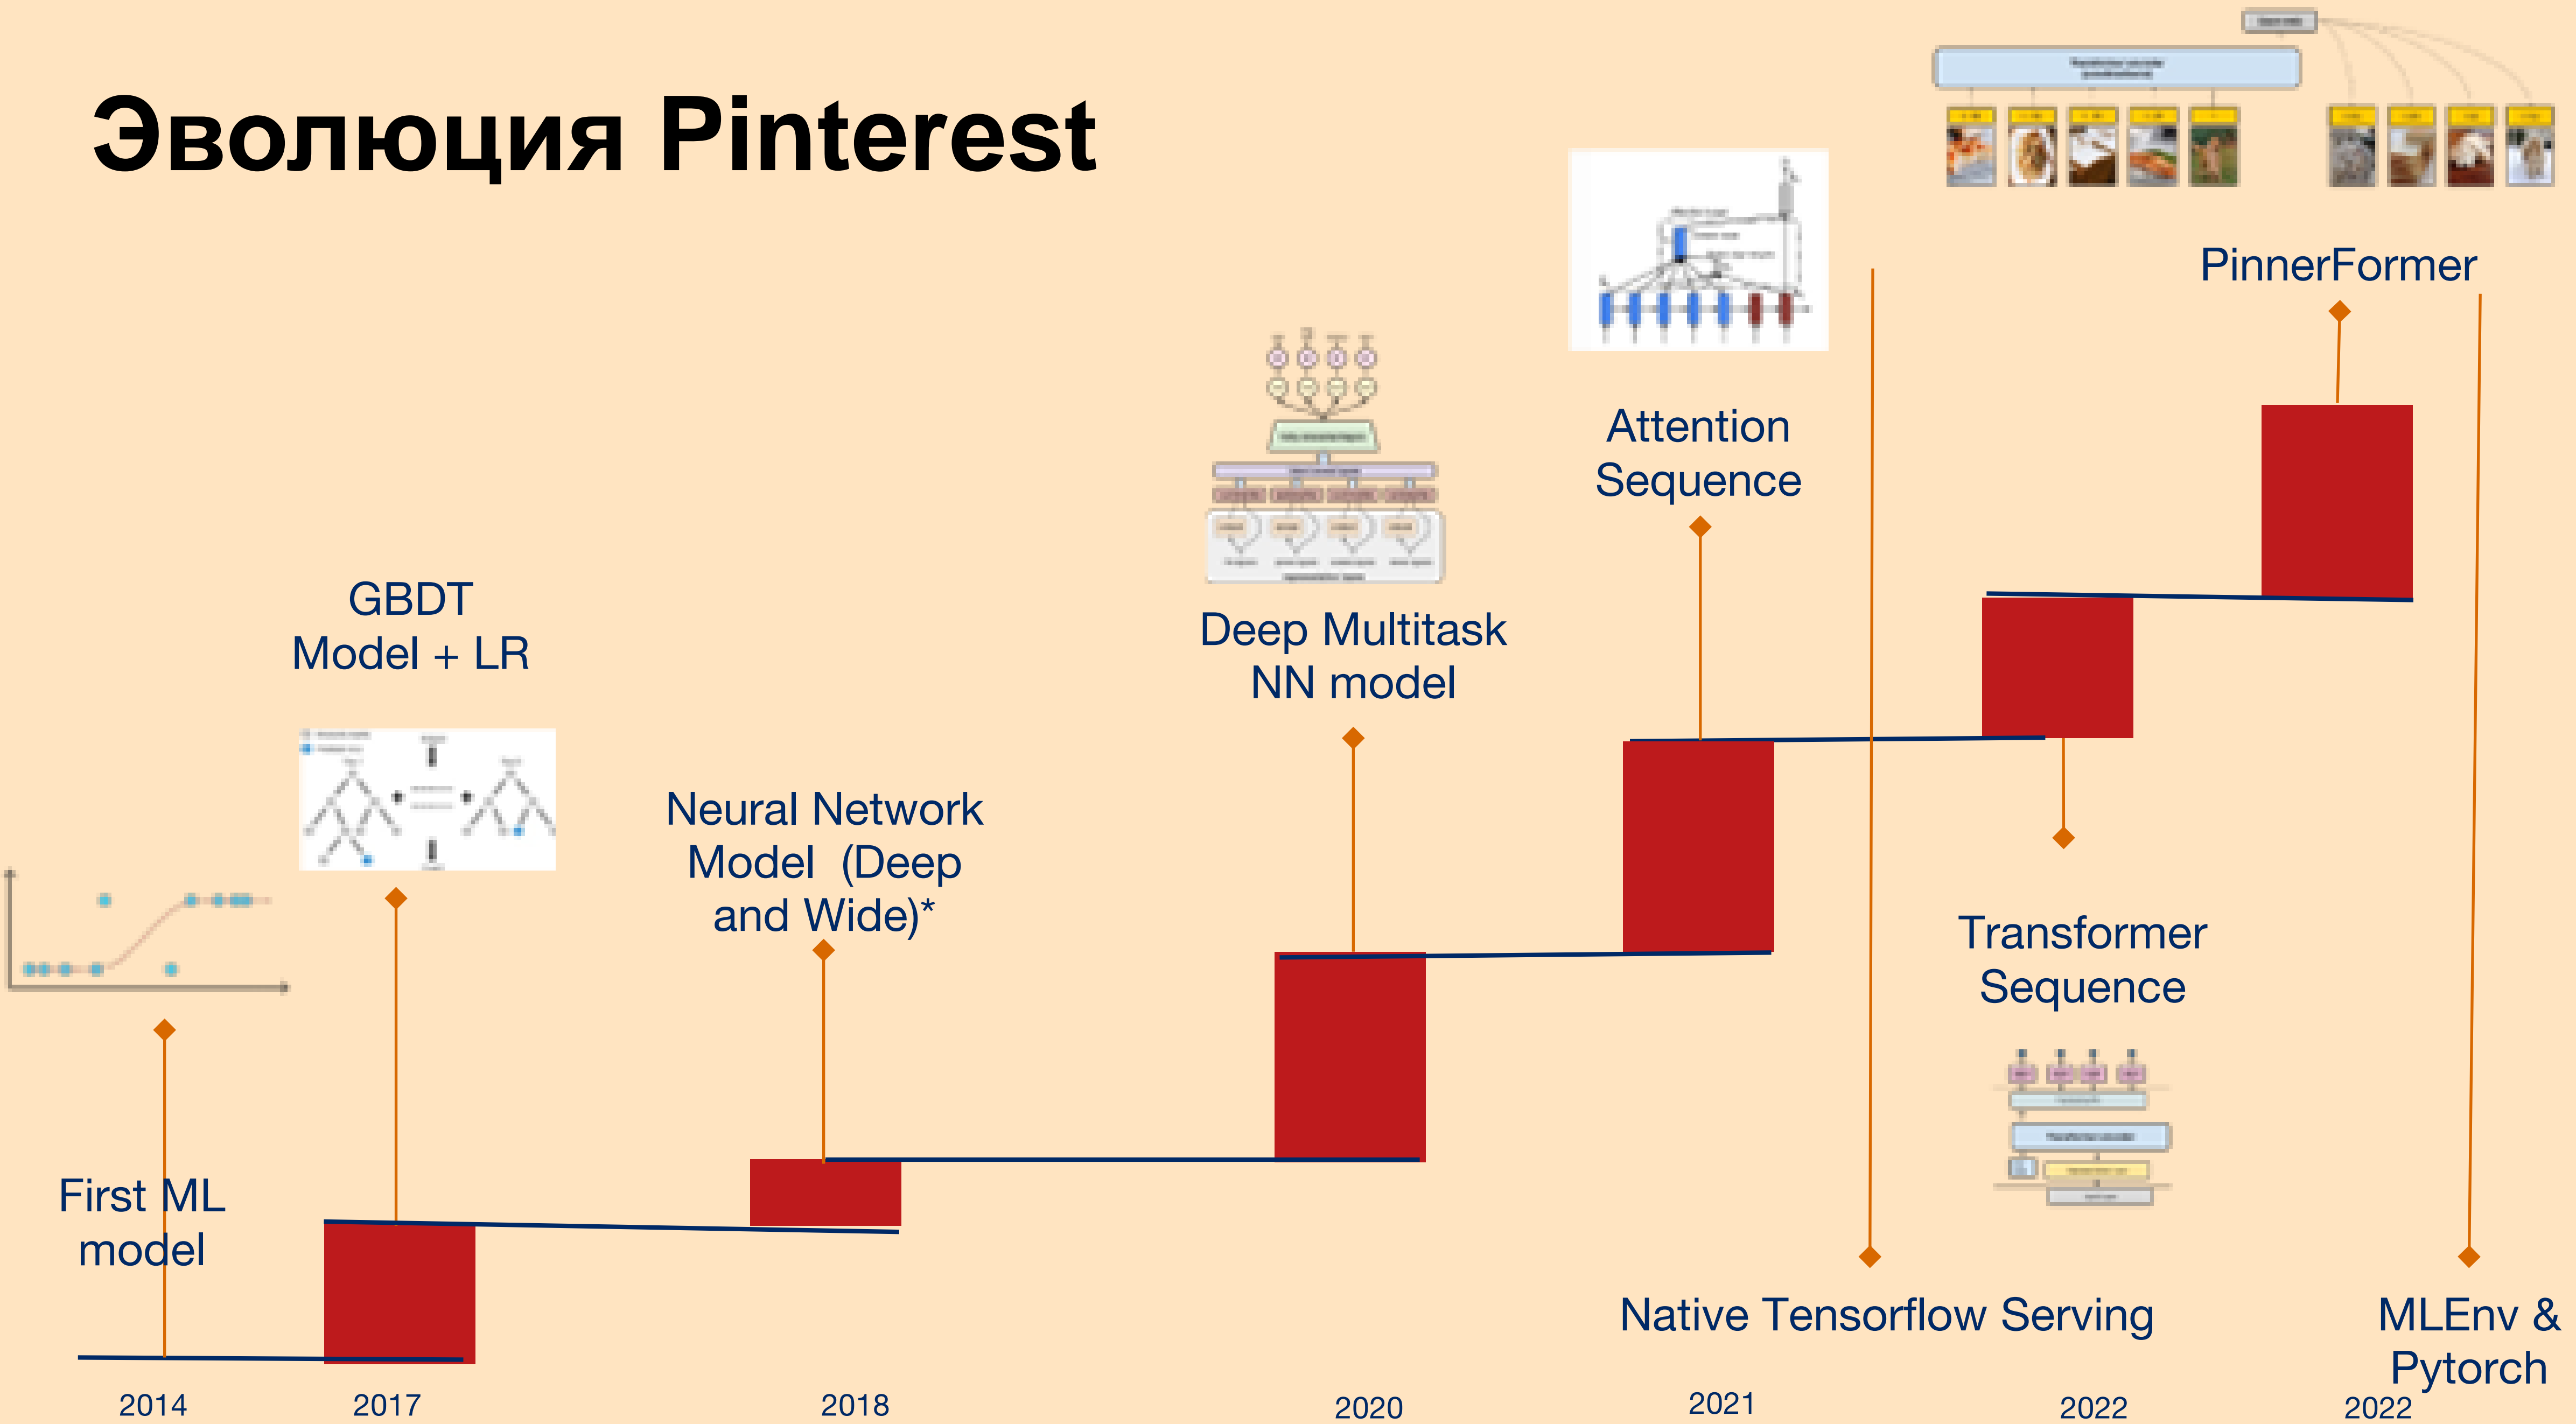 Эволюция Pinterest
PinnerFormer
Attention
Sequence
GBDT
Model + LR
Deep Multitask
NN model
Neural Network
Model  (Deep
and Wide)*
Transformer
Sequence
First ML
model
Native Tensorflow Serving
MLEnv &
Pytorch
2014
2017
2018
2020
2021
2022
2022